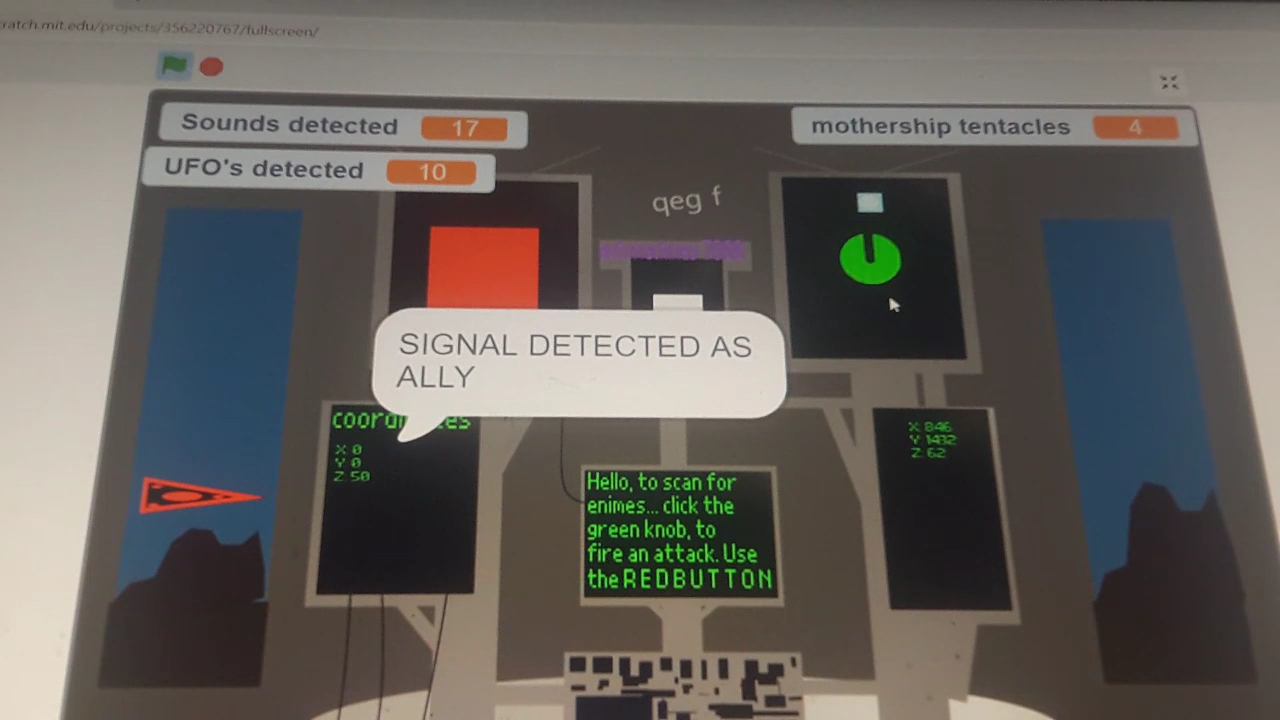 ratch.mit.edu/projects/356220767/fullscreen/
Sounds detected 17
mothership tentacles 4
UFO's detected 10
qeg f
SIGNAL DETECTED AS
ALLY
X 0
Y 0
Z 50
X 846
Y 1432
Z 62
Hello, to scan for
enimes... click the
green knob, to
fire an attack. Use
the REDBUTTON